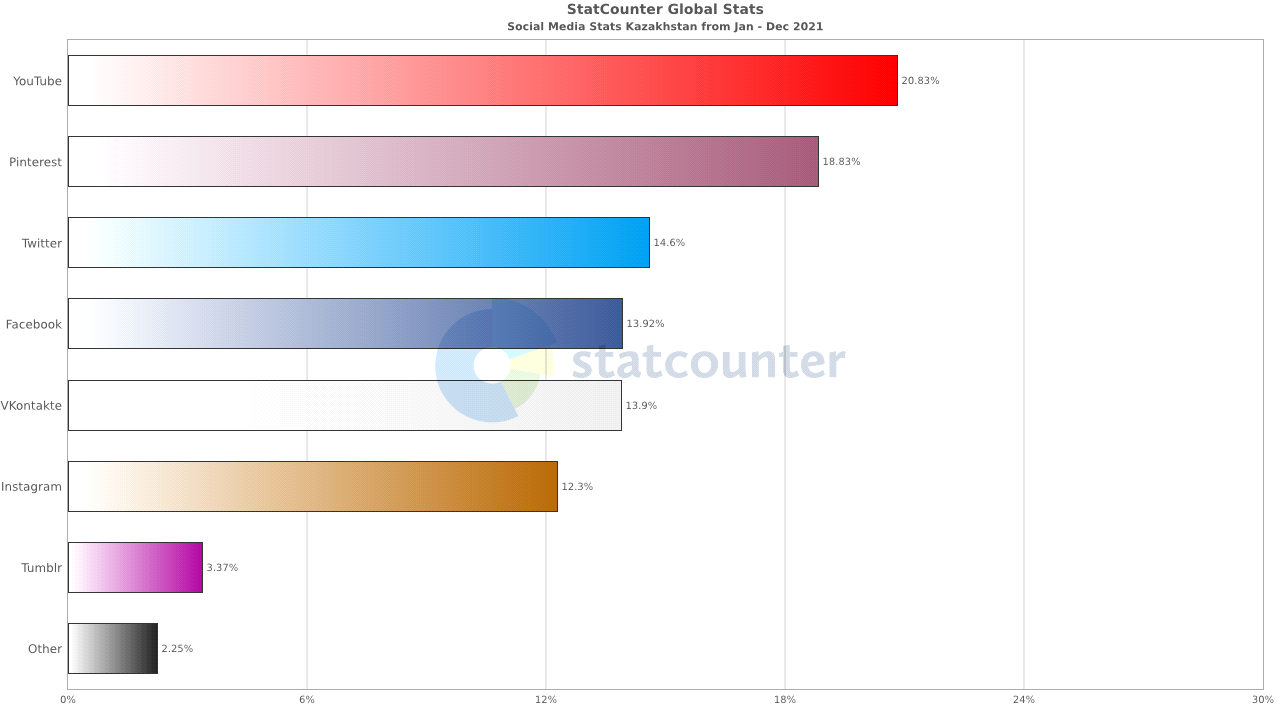 StatCounter Global Stats
Social Media Stats Kazakhstan from Jan - Dec 2021
YouTube 20.83%
Pinterest 18.83%
Twitter 14.6%
Facebook 13.92%
statcounter
VKontakte 13.9%
Instagram 12.3%
Tumblr 3.37%
Other 2.25%
0% 6% 12% 18% 24% 30%